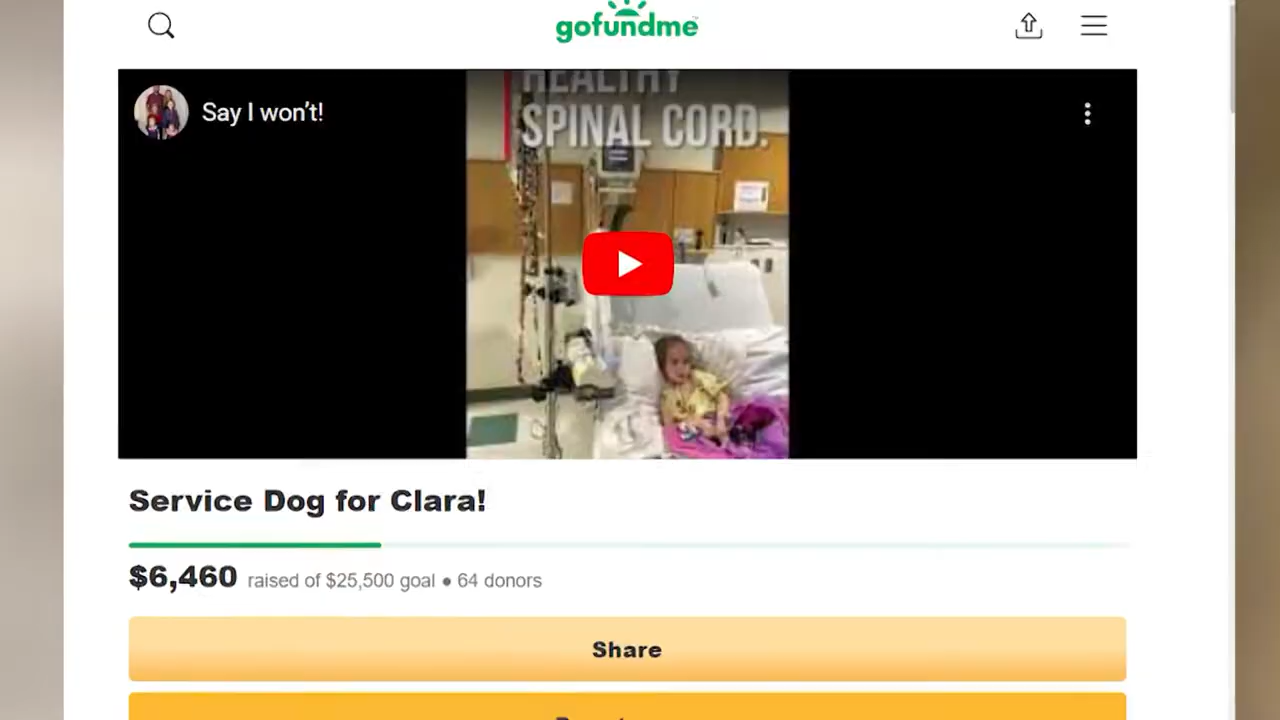 gofundme
Say I won't!
HEALTHY
SPINAL CORD.
Service Dog for Clara!
$6,460 raised of $25,500 goal • 64 donors
Share